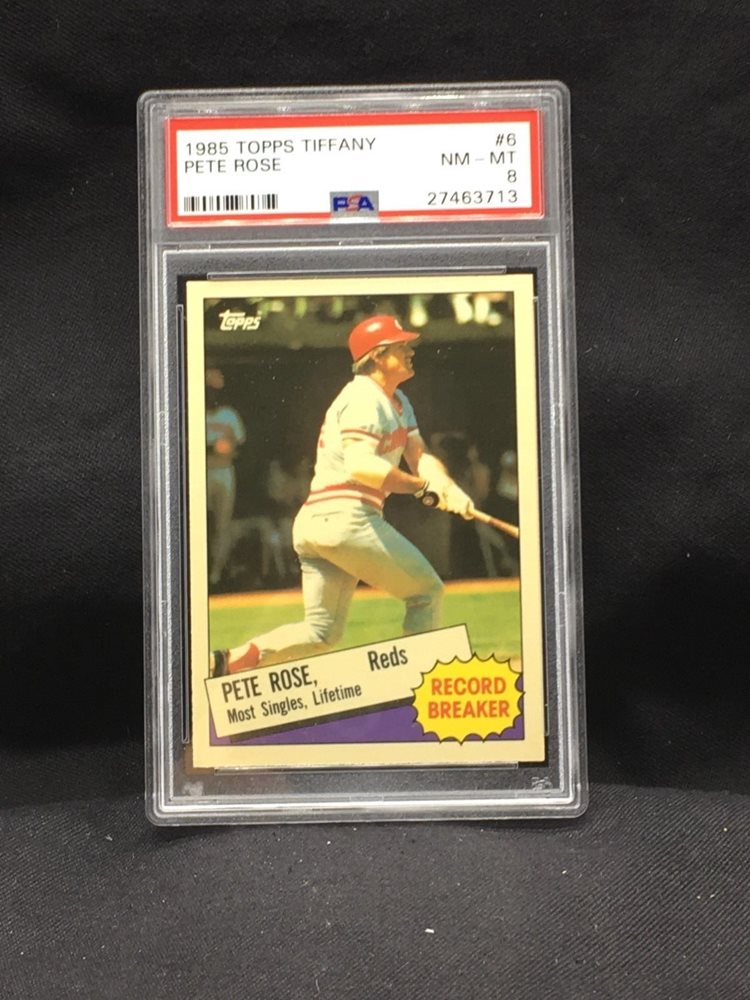 1985 TOPPS TIFFANY #6
PETE ROSE NM - MT
8
PSA 27463713
Topps
PETE ROSE, Reds
Most Singles, Lifetime
RECORD
BREAKER